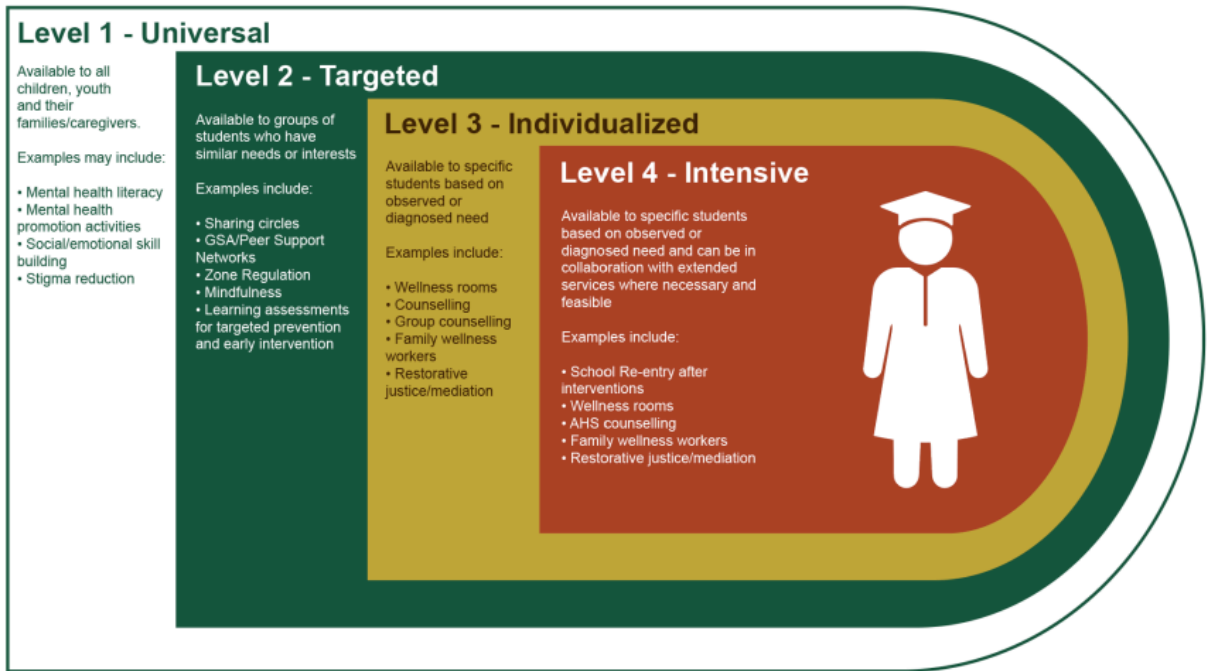 Level 1 - Universal
Available to all
children, youth
and their
families/caregivers.
Examples may include:
• Mental health literacy
• Mental health
promotion activities
• Social/emotional skill
building
• Stigma reduction
Level 2 - Targeted
Available to groups of
students who have
similar needs or interests
Examples include:
• Sharing circles
• GSA/Peer Support
Networks
• Zone Regulation
• Mindfulness
• Learning assessments
for targeted prevention
and early intervention
Level 3 - Individualized
Available to specific
students based on
observed or
diagnosed need
Examples include:
• Wellness rooms
• Counselling
• Group counselling
• Family wellness
workers
• Restorative
justice/mediation
Level 4 - Intensive
Available to specific students
based on observed or
diagnosed need and can be in
collaboration with extended
services where necessary and
feasible
Examples include:
• School Re-entry after
interventions
• Wellness rooms
• AHS counselling
• Family wellness workers
• Restorative justice/mediation